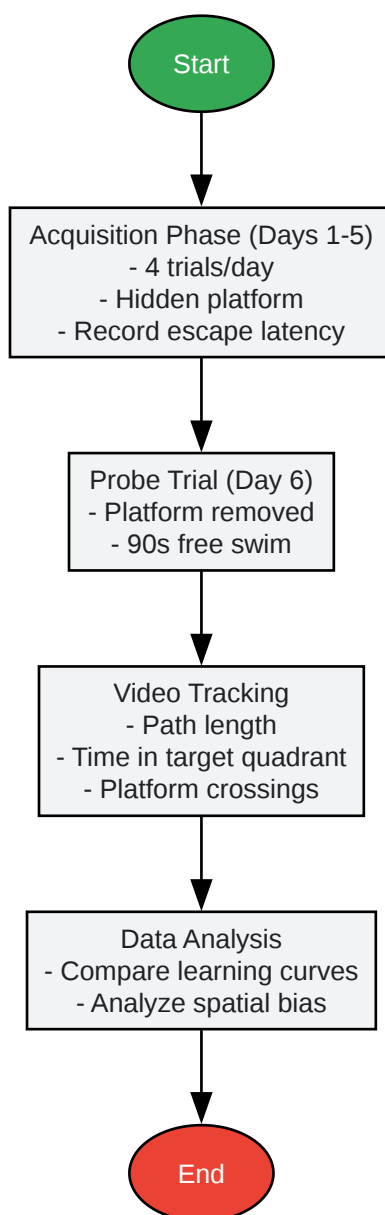 Start
Acquisition Phase (Days 1-5)
- 4 trials/day
- Hidden platform
- Record escape latency
Probe Trial (Day 6)
- Platform removed
- 90s free swim
Video Tracking
- Path length
- Time in target quadrant
- Platform crossings
Data Analysis
- Compare learning curves
- Analyze spatial bias
End